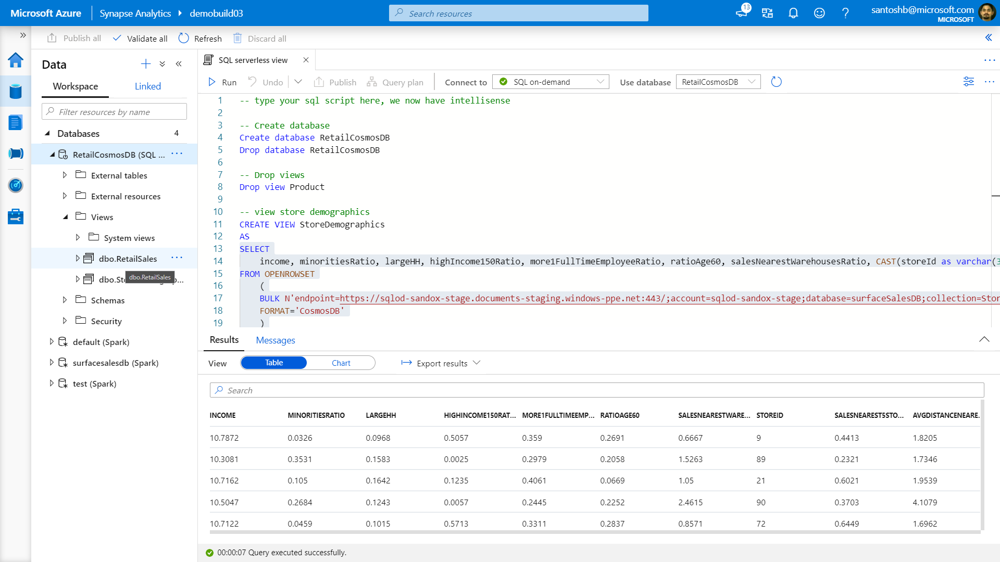 Microsoft Azure
Synapse Analytics
demobuild03
Search resources
13
santoshb@microsoft.com
MICROSOFT
Publish all
Validate all
Refresh
Discard all
Data
Workspace
Linked
Filter resources by name
Databases
4
RetailCosmosDB (SQL ...
External tables
External resources
Views
System views
dbo.RetailSales
dbo.RetailSales
Schemas
Security
default (Spark)
surfacesalesdb (Spark)
test (Spark)
SQL serverless view
Run
Undo
Publish
Query plan
Connect to
SQL on-demand
Use database
RetailCosmosDB
1 -- type your sql script here, we now have intellisense
2
3 -- Create database
4 Create database RetailCosmosDB
5 Drop database RetailCosmosDB
6
7 -- Drop views
8 Drop view Product
9
10 -- view store demographics
11 CREATE VIEW StoreDemographics
12 AS
13 SELECT
14 income, minoritiesRatio, largeHH, highIncome150Ratio, more1FullTimeEmployeeRatio, ratioAge60, salesNearestWarehousesRatio, CAST(storeId as varchar(3
15 FROM OPENROWSET
16 (
17 BULK N'endpoint=https://sqlod-sandox-stage.documents-staging.windows-ppe.net:443/;account=sqlod-sandox-stage;database=surfaceSalesDB;collection=Stor
18 FORMAT='CosmosDB'
19 )
Results
Messages
View
Table
Chart
Export results
Search
INCOME MINORITIESRATIO LARGEHH HIGHINCOME150RAT... MORE1FULLTIMEEMP... RATIOAGE60 SALESNEARESTWARE... STOREID SALESNEAREST5STO... AVGDISTANCENEARE.
10.7872 0.0326 0.0968 0.5057 0.359 0.2691 0.6667 9 0.4413 1.8205
10.3081 0.3531 0.1583 0.0025 0.2979 0.2058 1.5263 89 0.2321 1.7346
10.7162 0.105 0.1642 0.1235 0.4061 0.0669 1.05 21 0.6021 1.9539
10.5047 0.2684 0.1243 0.0057 0.2445 0.2252 2.4615 90 0.3703 4.1079
10.7122 0.0459 0.1015 0.5713 0.3311 0.2837 0.8571 72 0.6449 1.6962
00:00:07 Query executed successfully.